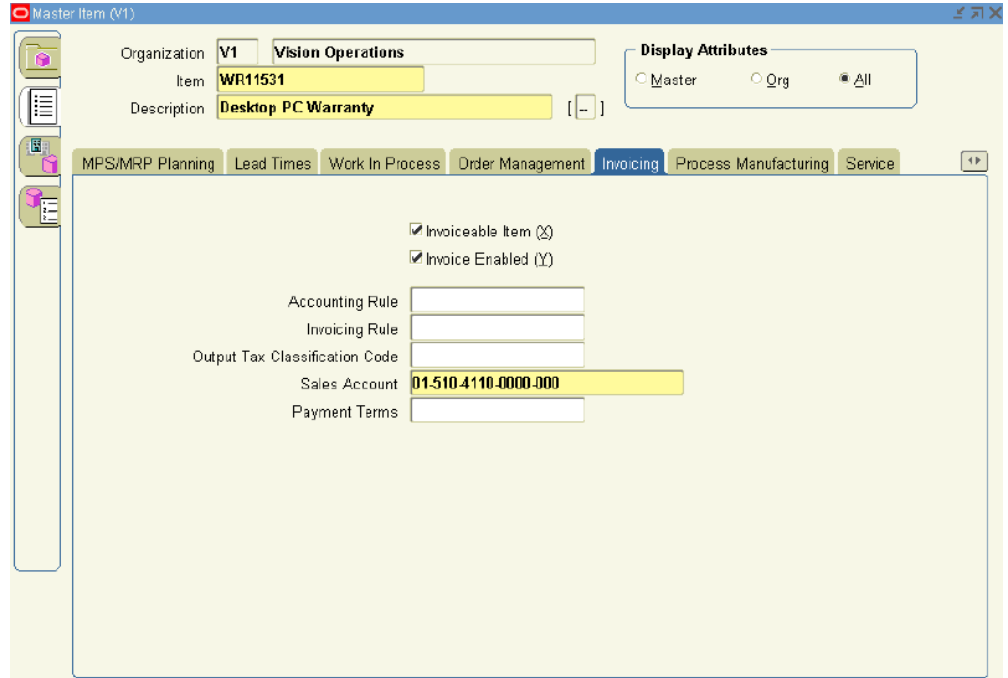 Master Item (V1)
Organization V1 Vision Operations
Item WR11531
Description Desktop PC Warranty [ -- ]
Display Attributes
Master Org All
MPS/MRP Planning Lead Times Work In Process Order Management Invoicing Process Manufacturing Service
Invoiceable Item (X)
Invoice Enabled (Y)
Accounting Rule
Invoicing Rule
Output Tax Classification Code
Sales Account 01-510-4110-0000-000
Payment Terms